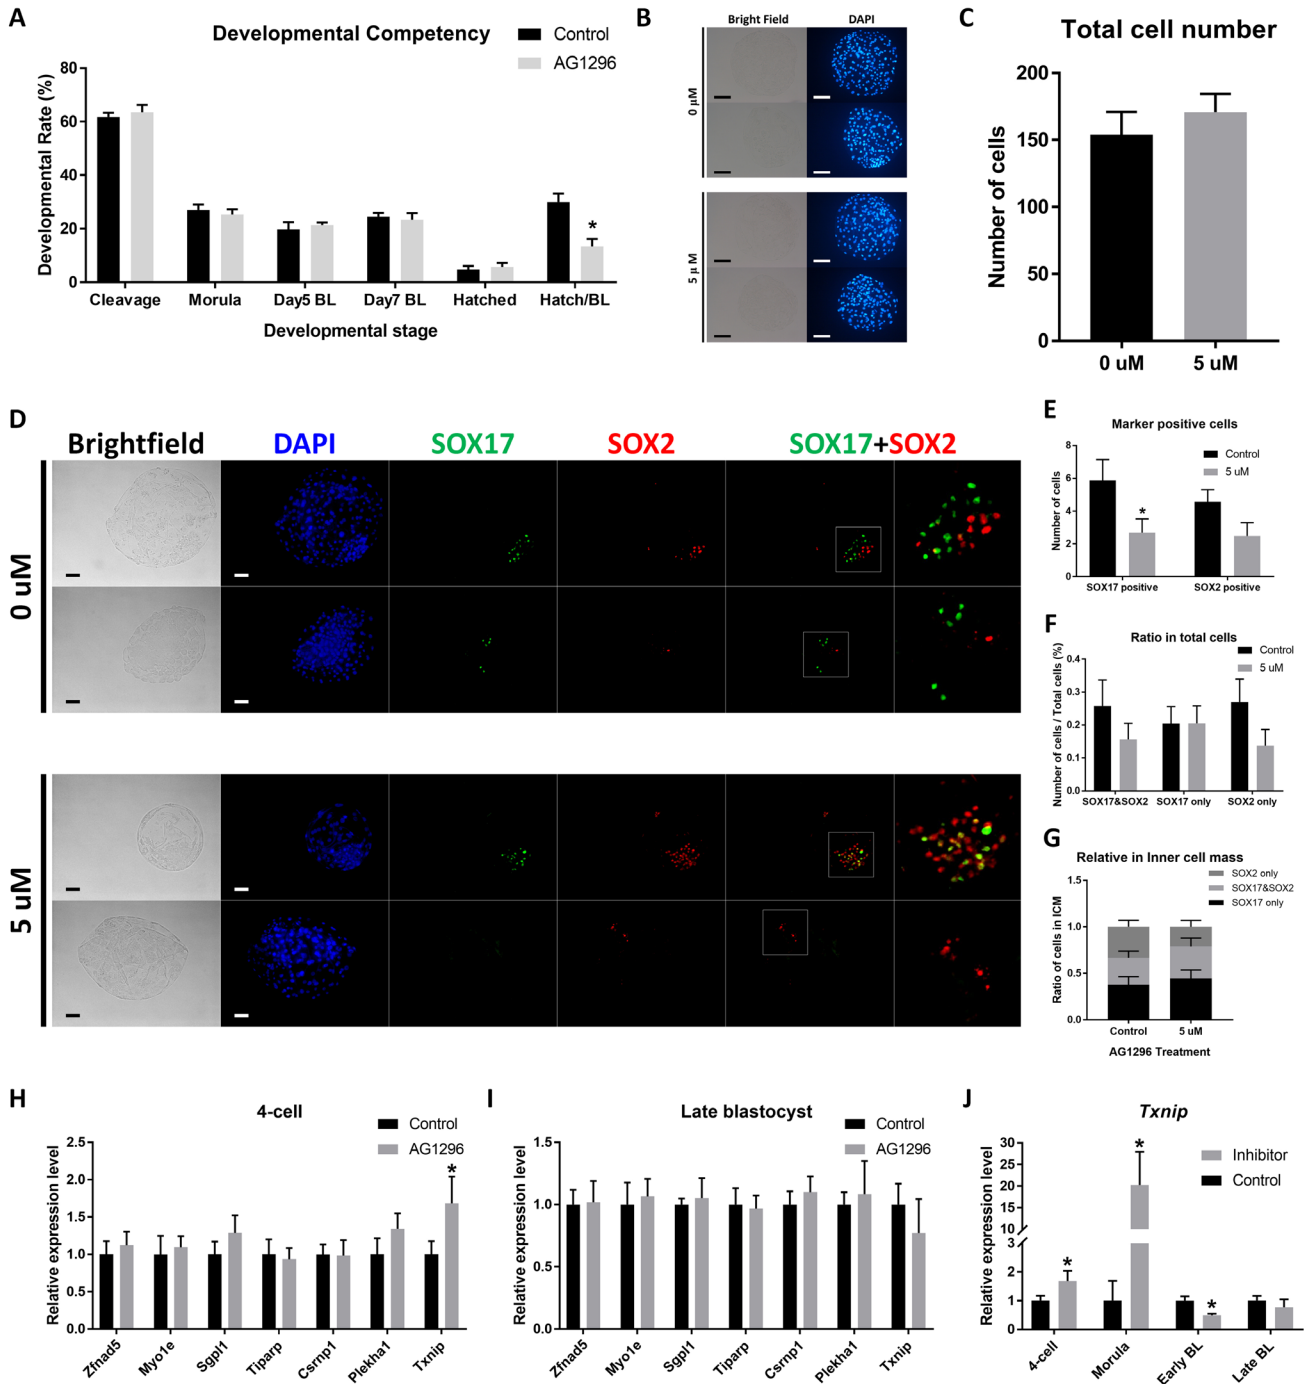 A
Developmental Competency
Control
AG1296
Developmental Rate (%)
80
60
40
20
0
Cleavage Morula Day5 BL Day7 BL Hatched Hatch/BL
*
Developmental stage
B
Bright Field DAPI
0 μM
5 μM
C
Total cell number
Number of cells
200
150
100
50
0
0 uM 5 uM
D
Brightfield DAPI SOX17 SOX2 SOX17+SOX2
0 uM
5 uM
E
Marker positive cells
Control
5 uM
Number of cells
8
6
4
2
0
*
SOX17 positive SOX2 positive
F
Ratio in total cells
Control
5 uM
Number of cells / Total cells (%)
0.4
0.3
0.2
0.1
0.0
SOX17&SOX2 SOX17 only SOX2 only
G
Relative in Inner cell mass
SOX2 only
SOX17&SOX2
SOX17 only
Ratio of cells in ICM
1.5
1.0
0.5
0.0
Control 5 uM
AG1296 Treatment
H
4-cell
Control
AG1296
Relative expression level
2.5
2.0
1.5
1.0
0.5
0.0
*
Zfnad5 Myo1e Sgpl1 Tiparp Csrnp1 Plekha1 Txnip
I
Late blastocyst
Control
AG1296
Relative expression level
1.5
1.0
0.5
0.0
Zfnad5 Myo1e Sgpl1 Tiparp Csrnp1 Plekha1 Txnip
J
Txnip
Inhibitor
Control
Relative expression level
30
25
20
15
10
3
2
1
0
*
*
*
4-cell Morula Early BL Late BL